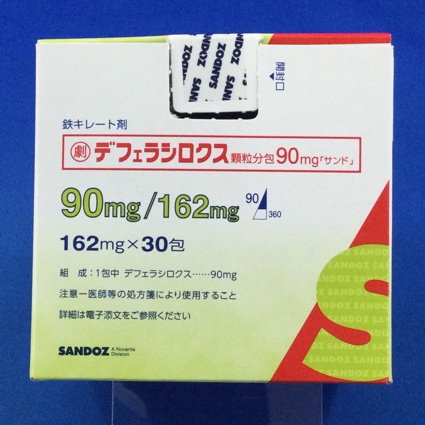 SANDOZ SANDOZ
開封口
鉄キレート剤
劇 デフェラシロクス顆粒分包90mg「サンド」
90mg/162mg
90
360
162mg×30包
組 成：1包中 デフェラシロクス……90mg
注意－医師等の処方箋により使用すること
詳細は電子添文をご参照ください
SANDOZ A Novartis Division